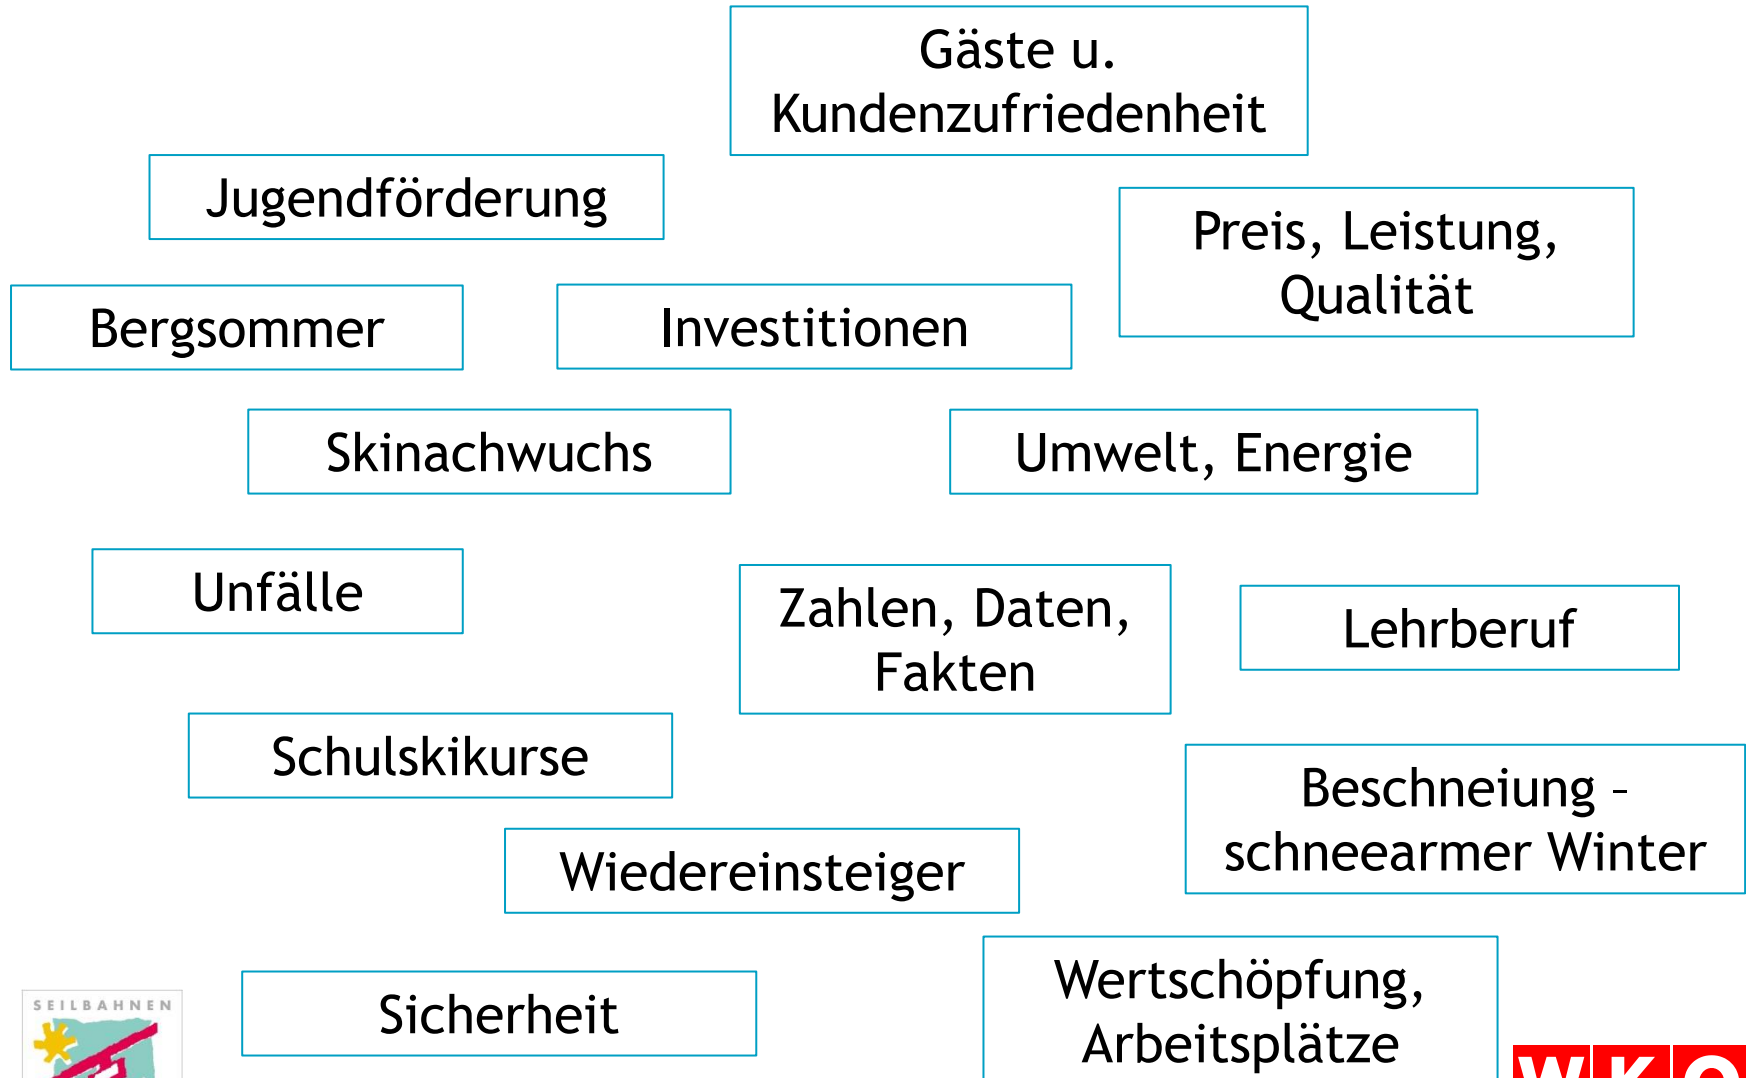 Gäste u.
Kundenzufriedenheit
Jugendförderung
Preis, Leistung,
Qualität
Bergsommer
Investitionen
Skinachwuchs
Umwelt, Energie
Unfälle
Zahlen, Daten,
Fakten
Lehrberuf
Schulskikurse
Beschneiung –
schneearmer Winter
Wiedereinsteiger
Wertschöpfung,
Arbeitsplätze
Sicherheit
SEILBAHNEN
WKO